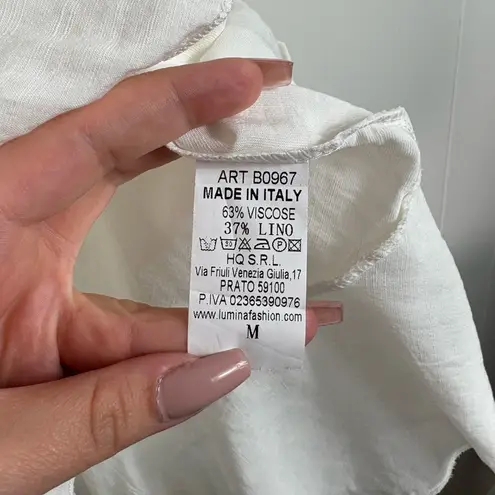 ART B0967
MADE IN ITALY
63% VISCOSE
37% LINO
30
HQ S.R.L.
Via Friuli Venezia Giulia,17
PRATO 59100
P.IVA 02365390976
www.luminafashion.com
M